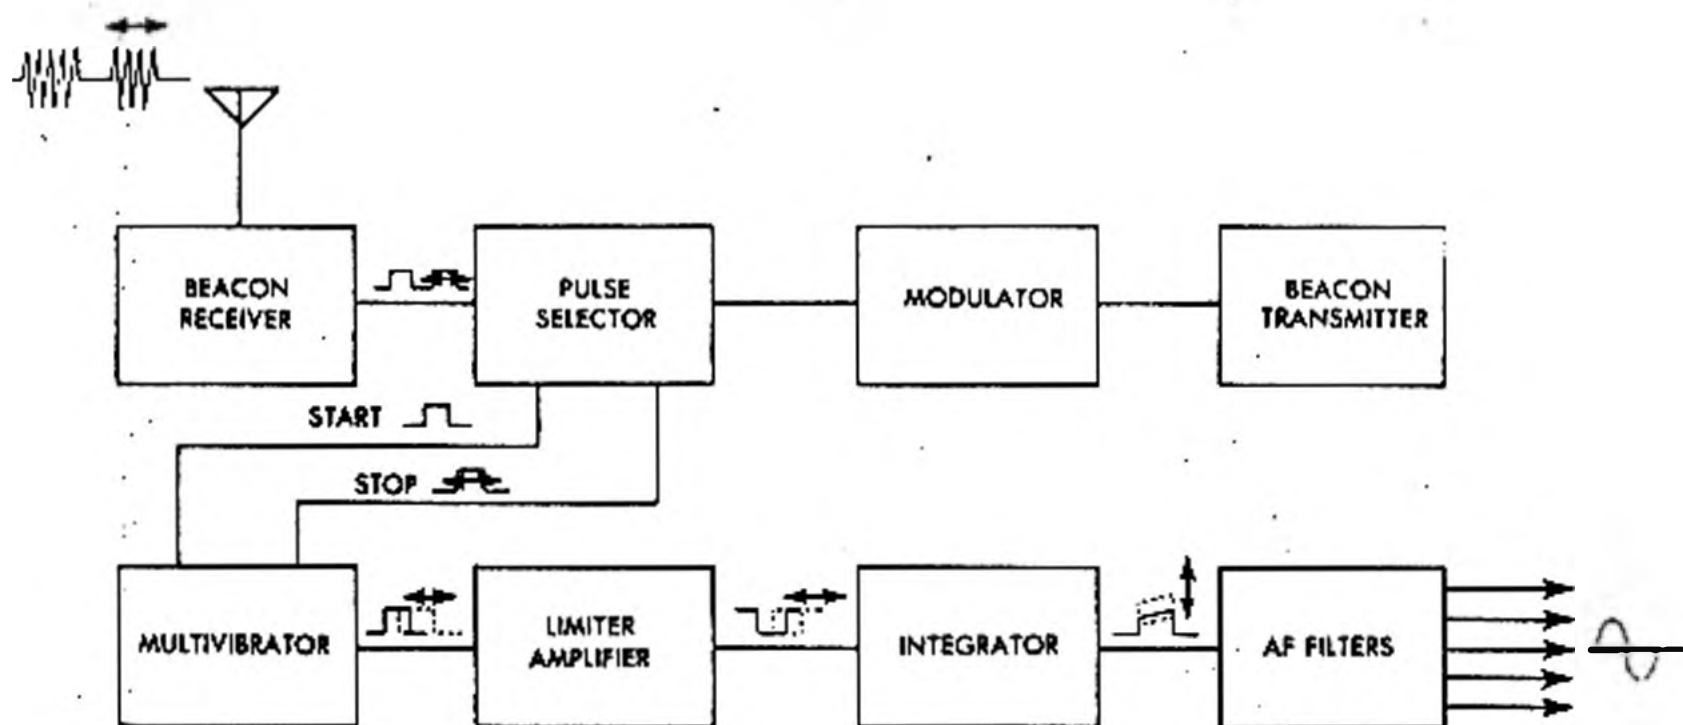 BEACON
RECEIVER
PULSE
SELECTOR
MODULATOR
BEACON
TRANSMITTER
START
STOP
MULTIVIBRATOR
LIMITER
AMPLIFIER
INTEGRATOR
AF FILTERS